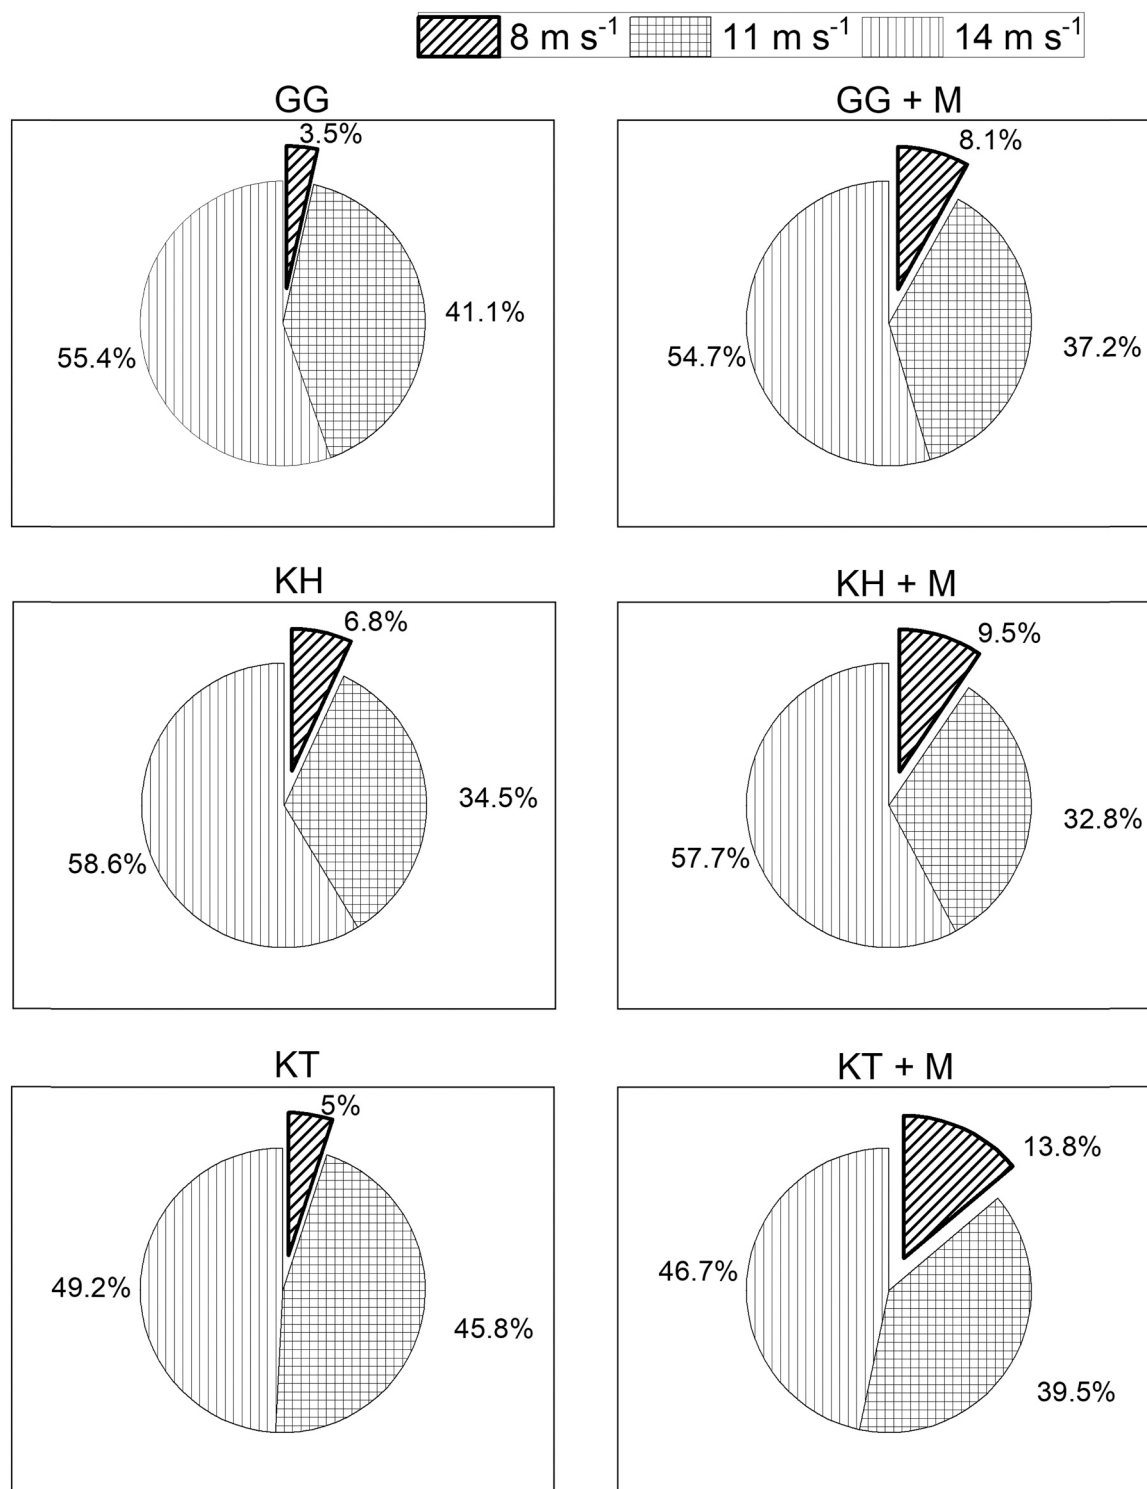 8 m s⁻¹ 11 m s⁻¹ 14 m s⁻¹
GG
3.5%
41.1%
55.4%
GG + M
8.1%
37.2%
54.7%
KH
6.8%
34.5%
58.6%
KH + M
9.5%
32.8%
57.7%
KT
5%
49.2%
45.8%
KT + M
13.8%
46.7%
39.5%